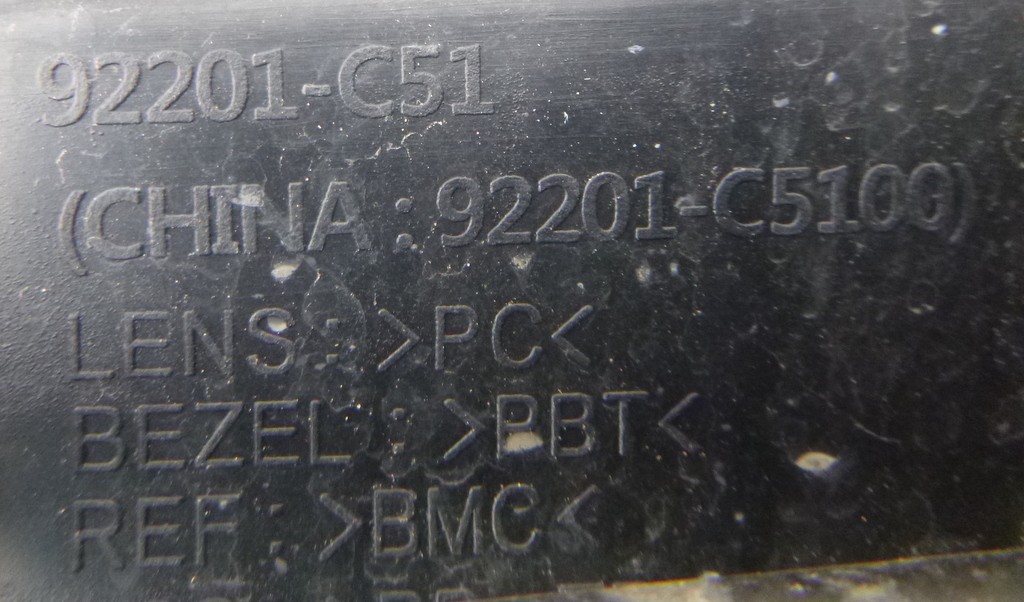 92201-C51
(CHINA : 92201-C5100)
LENS : >PC<
BEZEL : >PBT<
REF : >BMC<